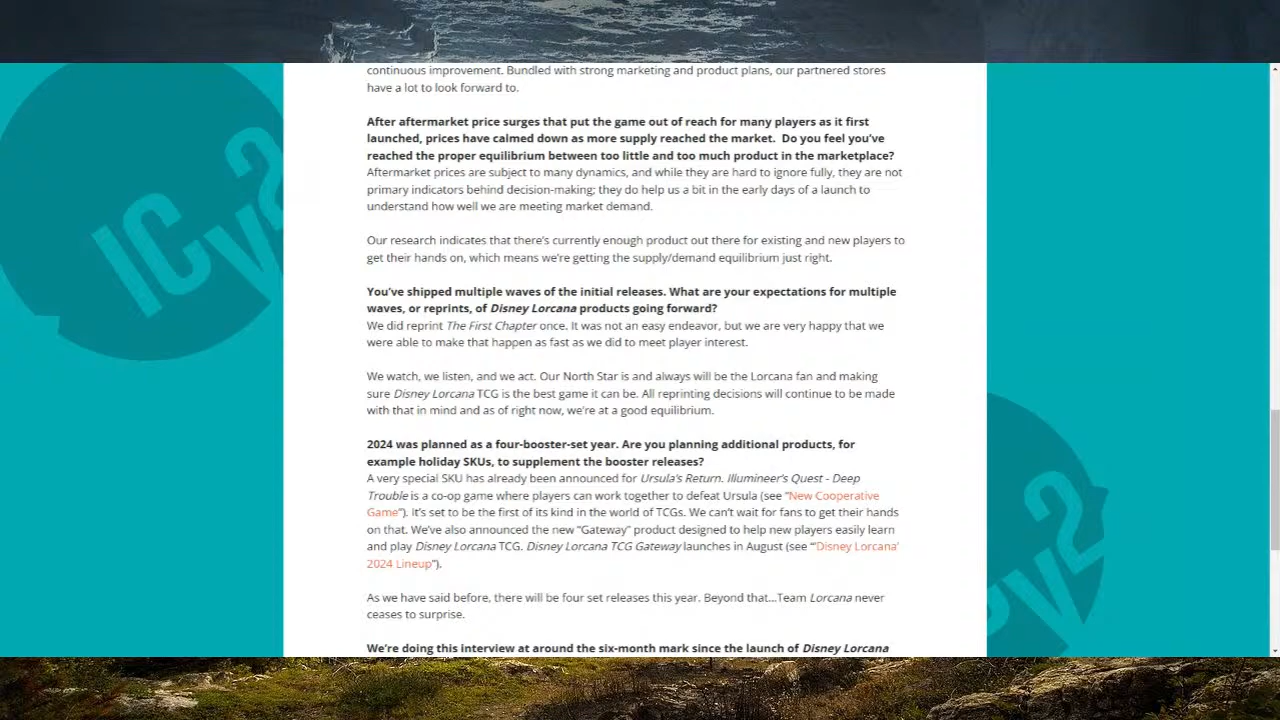 continuous improvement. Bundled with strong marketing and product plans, our partnered stores
have a lot to look forward to.
After aftermarket price surges that put the game out of reach for many players as it first
launched, prices have calmed down as more supply reached the market.  Do you feel you've
reached the proper equilibrium between too little and too much product in the marketplace?
Aftermarket prices are subject to many dynamics, and while they are hard to ignore fully, they are not
primary indicators behind decision-making; they do help us a bit in the early days of a launch to
understand how well we are meeting market demand.
Our research indicates that there's currently enough product out there for existing and new players to
get their hands on, which means we're getting the supply/demand equilibrium just right.
You've shipped multiple waves of the initial releases. What are your expectations for multiple
waves, or reprints, of Disney Lorcana products going forward?
We did reprint The First Chapter once. It was not an easy endeavor, but we are very happy that we
were able to make that happen as fast as we did to meet player interest.
We watch, we listen, and we act. Our North Star is and always will be the Lorcana fan and making
sure Disney Lorcana TCG is the best game it can be. All reprinting decisions will continue to be made
with that in mind and as of right now, we're at a good equilibrium.
2024 was planned as a four-booster-set year. Are you planning additional products, for
example holiday SKUs, to supplement the booster releases?
A very special SKU has already been announced for Ursula's Return. Illumineer's Quest - Deep
Trouble is a co-op game where players can work together to defeat Ursula (see "New Cooperative
Game"). It's set to be the first of its kind in the world of TCGs. We can't wait for fans to get their hands
on that. We've also announced the new "Gateway" product designed to help new players easily learn
and play Disney Lorcana TCG. Disney Lorcana TCG Gateway launches in August (see "'Disney Lorcana'
2024 Lineup").
As we have said before, there will be four set releases this year. Beyond that...Team Lorcana never
ceases to surprise.
We're doing this interview at around the six-month mark since the launch of Disney Lorcana
ICv2
v2